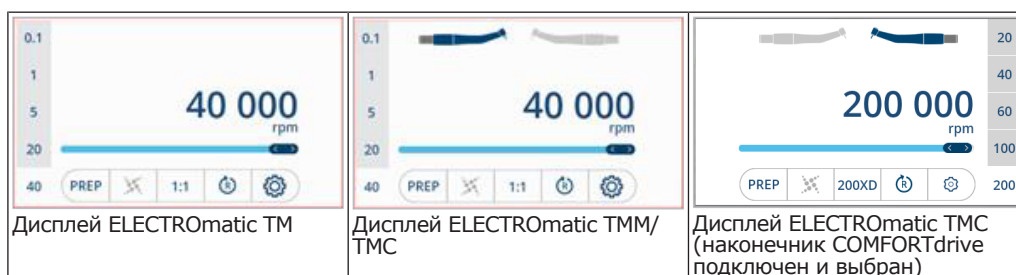 0.1
1
5
20
40
40 000
rpm
PREP
1:1
R
Дисплей ELECTROmatic TM
0.1
1
5
20
40
40 000
rpm
PREP
1:1
R
Дисплей ELECTROmatic TMM/
TMC
20
40
60
100
200
200 000
rpm
PREP
200XD
R
Дисплей ELECTROmatic TMC
(наконечник COMFORTdrive
подключен и выбран)